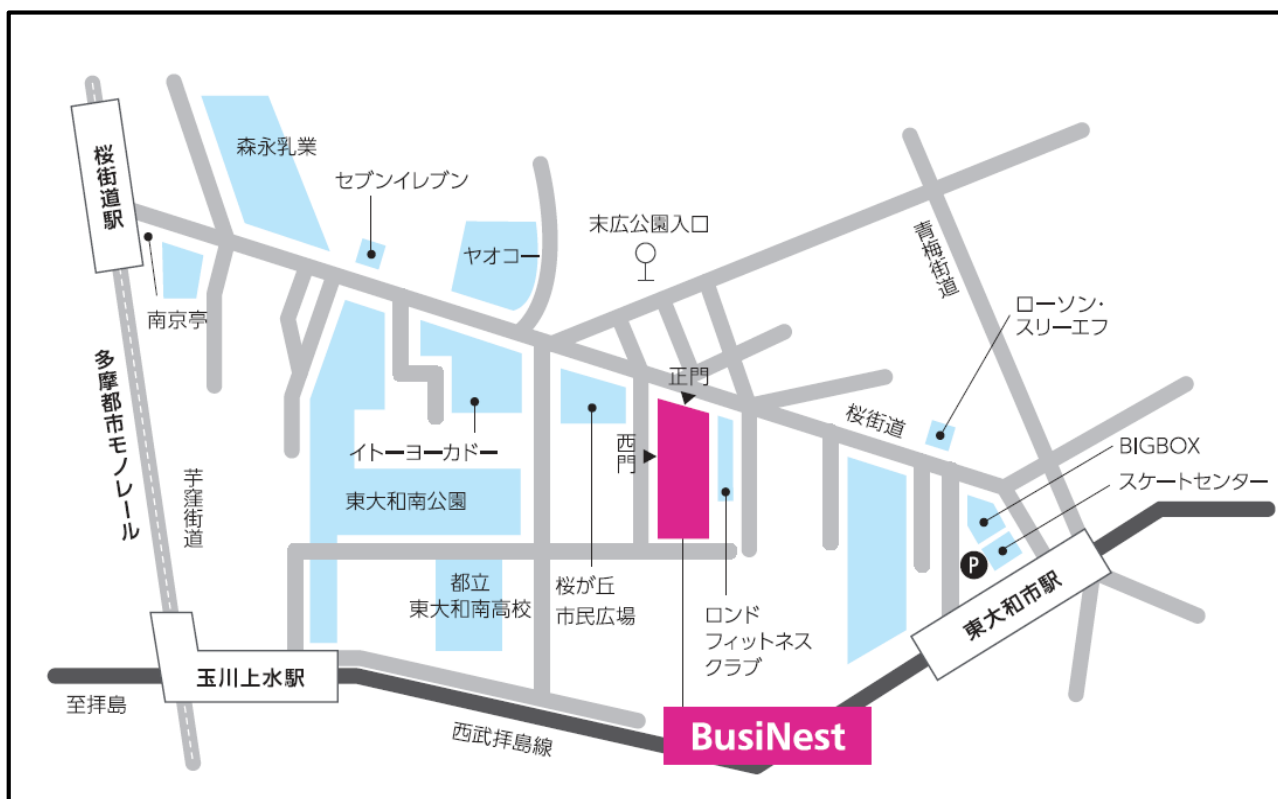 森永乳業
桜街道駅
セブンイレブン
末広公園入口
ヤオコー
青梅街道
南京亭
ローソン・
スリーエフ
多摩都市モノレール
正門
桜街道
西門
イトーヨーカドー
BIGBOX
スケートセンター
芋窪街道
東大和南公園
P
都立
東大和南高校
桜が丘
市民広場
ロンド
フィットネス
クラブ
東大和市駅
玉川上水駅
至拝島
西武拝島線
BusiNest